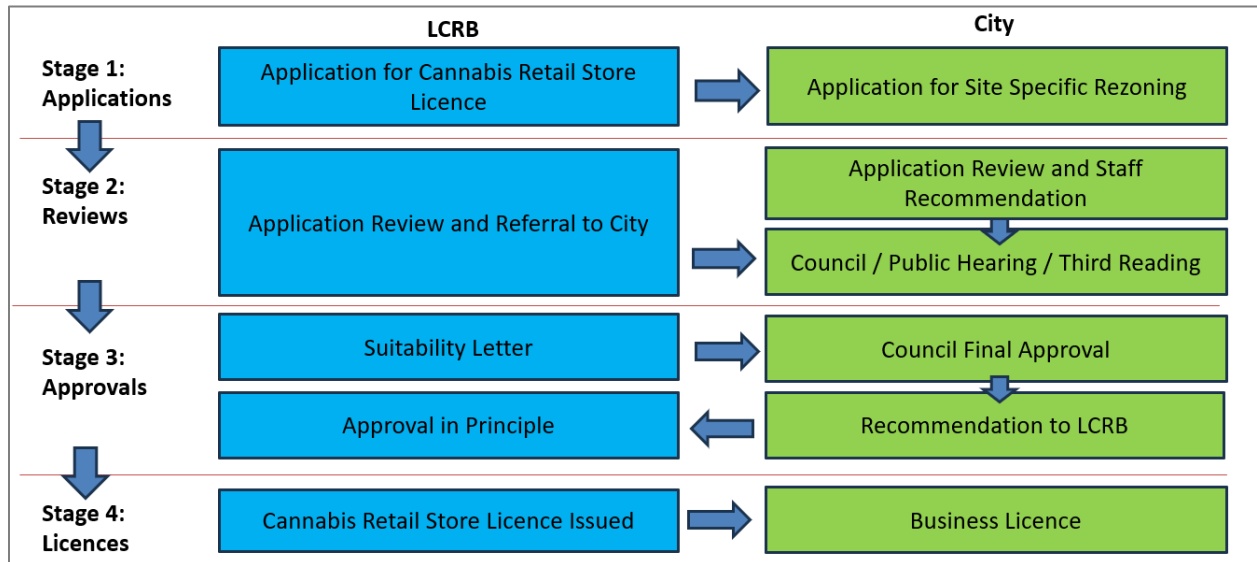 LCRB
City
Stage 1:
Applications
Application for Cannabis Retail Store
Licence
Application for Site Specific Rezoning
Stage 2:
Reviews
Application Review and Referral to City
Application Review and Staff
Recommendation
Council / Public Hearing / Third Reading
Stage 3:
Approvals
Suitability Letter
Council Final Approval
Approval in Principle
Recommendation to LCRB
Stage 4:
Licences
Cannabis Retail Store Licence Issued
Business Licence